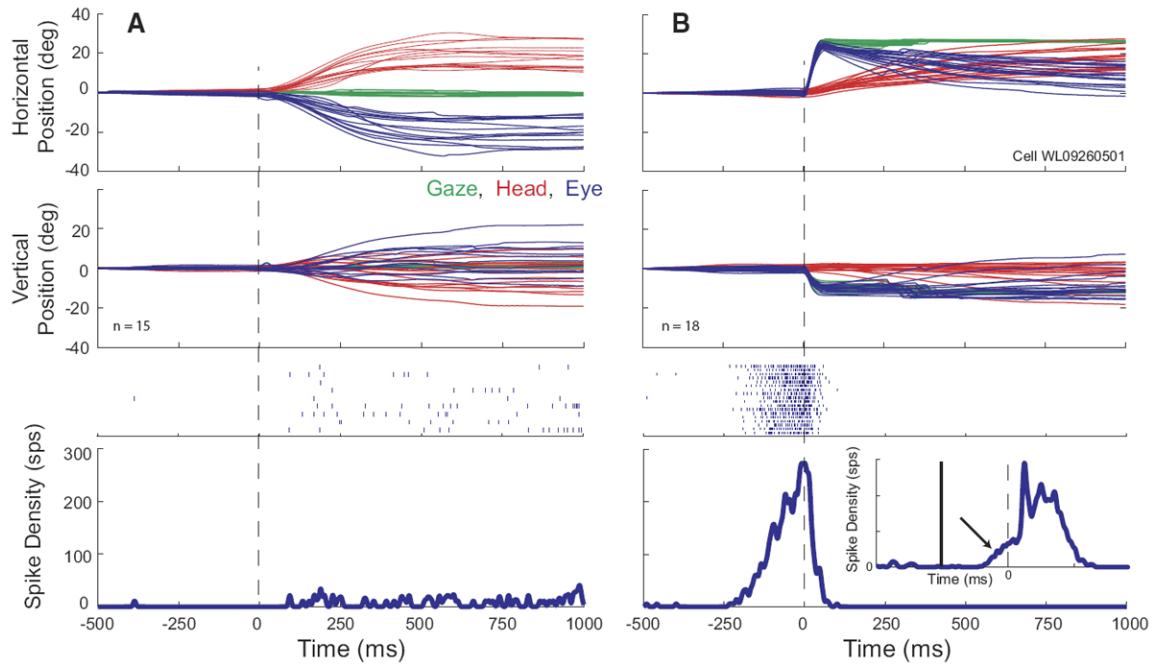 A
B
Horizontal
Position (deg)
40
20
0
-20
-40
Cell WL09260501
Gaze, Head, Eye
Vertical
Position (deg)
20
0
-20
-40
n = 15
n = 18
Spike Density (sps)
300
200
100
0
-500 -250 0 250 500 750 1000
Time (ms)
Spike Density (sps)
Time (ms)
0
0
-500 -250 0 250 500 750 1000
Time (ms)